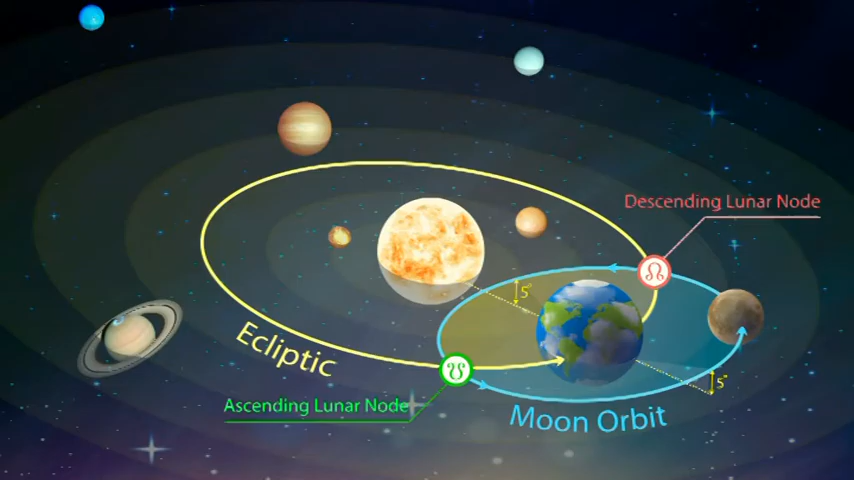 Descending Lunar Node
☊
5°
5°
Ecliptic
☋
Ascending Lunar Node
Moon Orbit